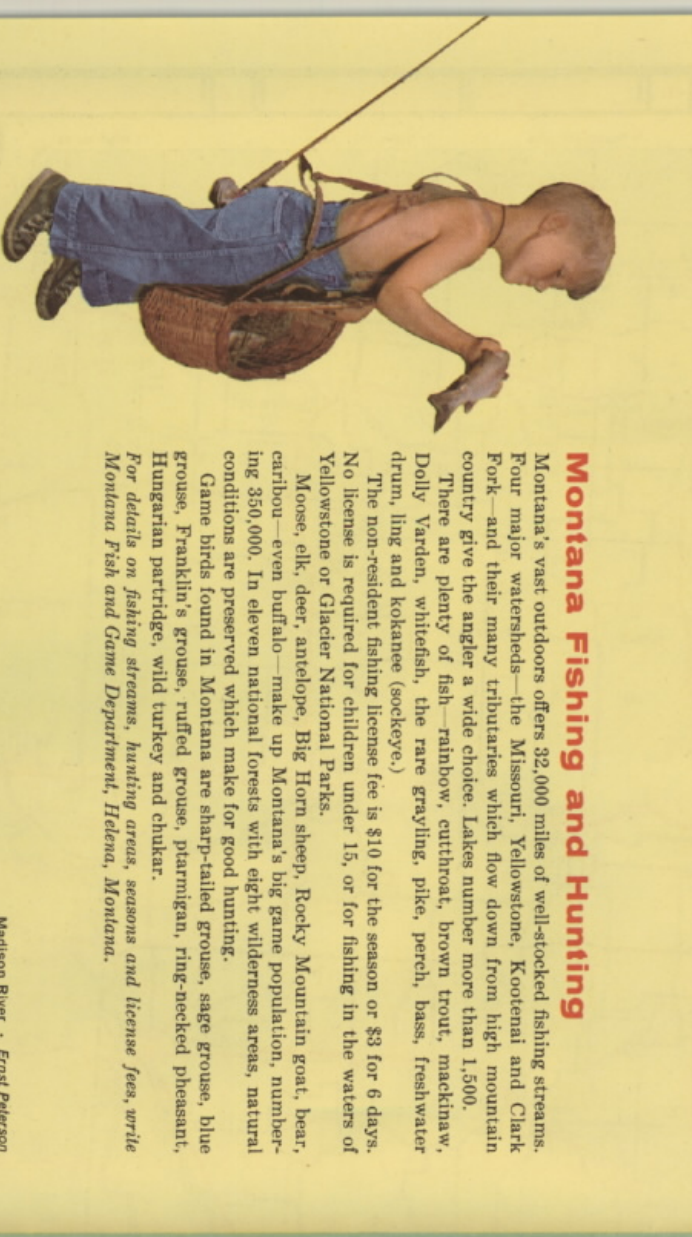 Montana Fishing and Hunting
Montana's vast outdoors offers 32,000 miles of well-stocked fishing streams.
Four major watersheds—the Missouri, Yellowstone, Kootenai and Clark
Fork—and their many tributaries which flow down from high mountain
country give the angler a wide choice. Lakes number more than 1,500.
There are plenty of fish—rainbow, cutthroat, brown trout, mackinaw,
Dolly Varden, whitefish, the rare grayling, pike, perch, bass, freshwater
drum, ling and kokanee (sockeye.)
The non-resident fishing license fee is $10 for the season or $3 for 6 days.
No license is required for children under 15, or for fishing in the waters of
Yellowstone or Glacier National Parks.
Moose, elk, deer, antelope, Big Horn sheep, Rocky Mountain goat, bear,
caribou—even buffalo—make up Montana's big game population, number-
ing 350,000. In eleven national forests with eight wilderness areas, natural
conditions are preserved which make for good hunting.
Game birds found in Montana are sharp-tailed grouse, sage grouse, blue
grouse, Franklin's grouse, ruffed grouse, ptarmigan, ring-necked pheasant,
Hungarian partridge, wild turkey and chukar.
For details on fishing streams, hunting areas, seasons and license fees, write
Montana Fish and Game Department, Helena, Montana.
Madison River • Ernst Peterson